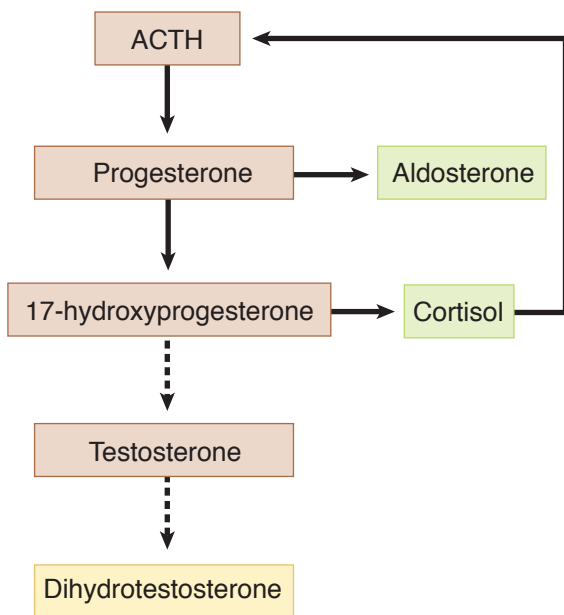 ACTH
Progesterone
Aldosterone
17-hydroxyprogesterone
Cortisol
Testosterone
Dihydrotestosterone